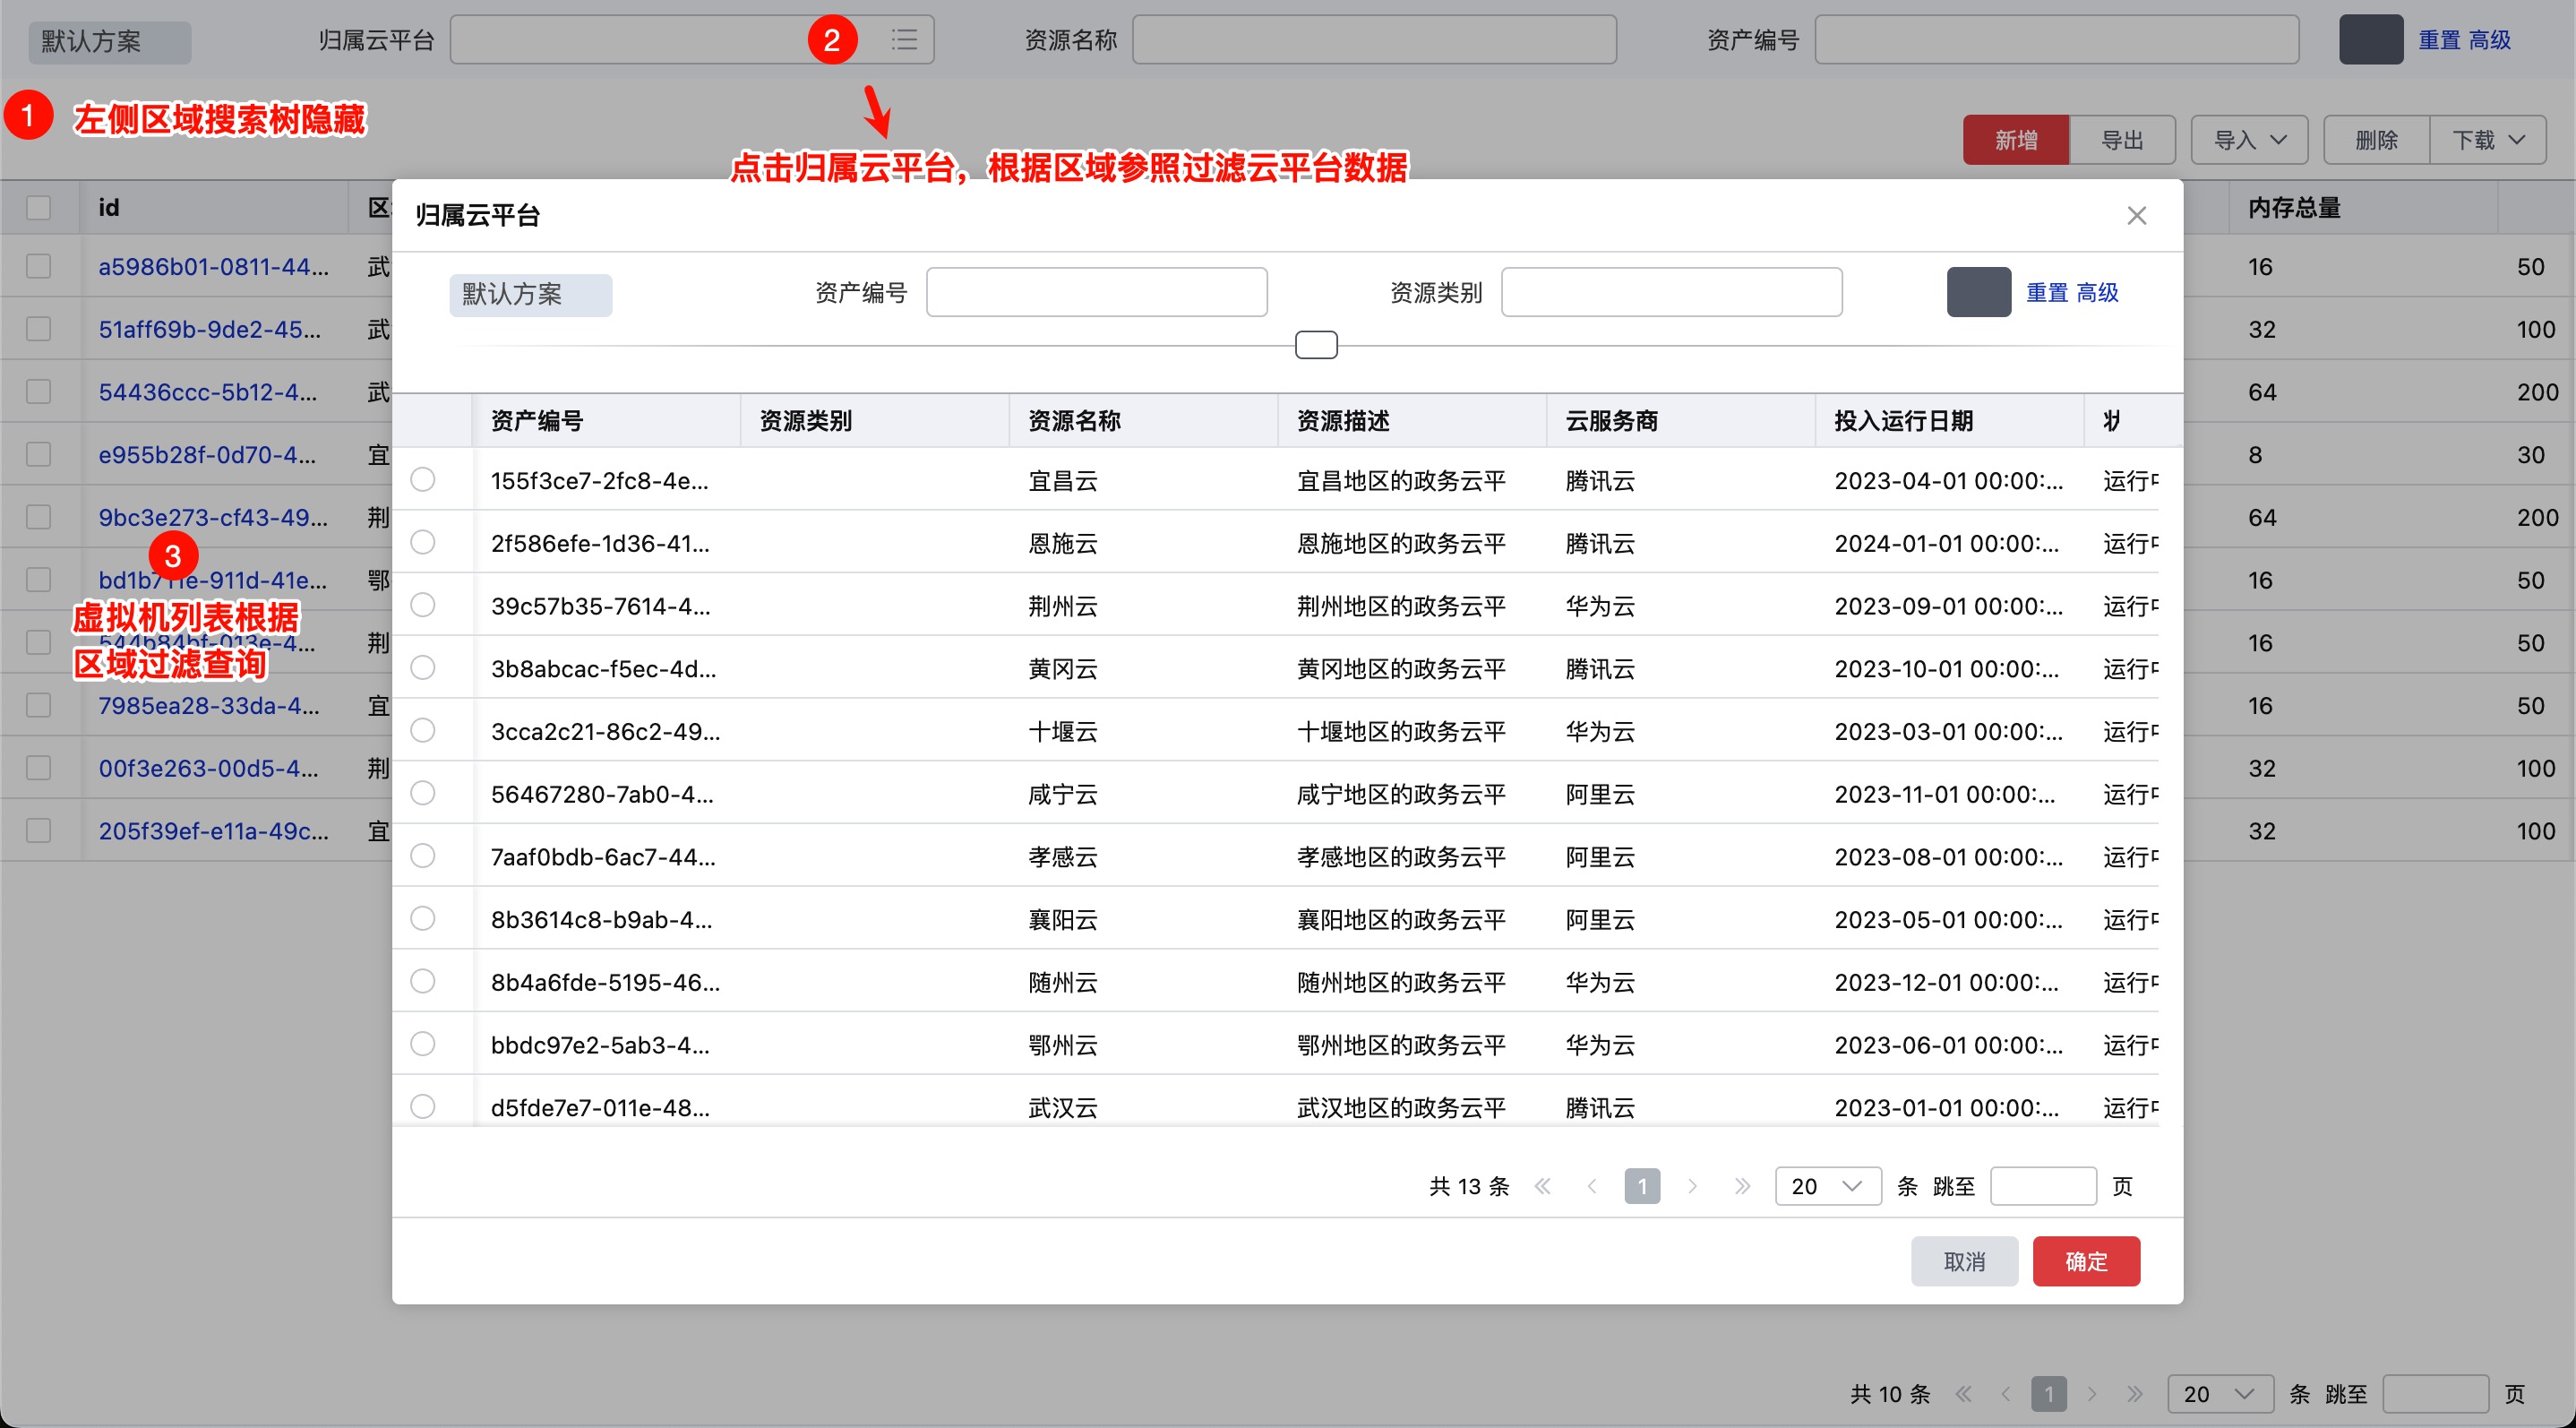 默认方案 归属云平台 2 资源名称 资产编号 重置 高级
1 左侧区域搜索树隐藏
点击归属云平台，根据区域参照过滤云平台数据
新增 导出 导入 删除 下载
id 区 内存总量
a5986b01-0811-44... 武 16 50
51aff69b-9de2-45... 武 32 100
54436ccc-5b12-4... 武 64 200
e955b28f-0d70-4... 宜 8 30
9bc3e273-cf43-49... 荆 64 200
3
bd1b711e-911d-41e... 鄂 16 50
虚拟机列表根据
544b84bf-013e-4... 荆 16 50
区域过滤查询
7985ea28-33da-4... 宜 16 50
00f3e263-00d5-4... 荆 32 100
205f39ef-e11a-49c... 宜 32 100
归属云平台
默认方案 资产编号 资源类别 重置 高级
资产编号 资源类别 资源名称 资源描述 云服务商 投入运行日期 状
155f3ce7-2fc8-4e... 宜昌云 宜昌地区的政务云平 腾讯云 2023-04-01 00:00:... 运行中
2f586efe-1d36-41... 恩施云 恩施地区的政务云平 腾讯云 2024-01-01 00:00:... 运行中
39c57b35-7614-4... 荆州云 荆州地区的政务云平 华为云 2023-09-01 00:00:... 运行中
3b8abcac-f5ec-4d... 黄冈云 黄冈地区的政务云平 腾讯云 2023-10-01 00:00:... 运行中
3cca2c21-86c2-49... 十堰云 十堰地区的政务云平 华为云 2023-03-01 00:00:... 运行中
56467280-7ab0-4... 咸宁云 咸宁地区的政务云平 阿里云 2023-11-01 00:00:... 运行中
7aaf0bdb-6ac7-44... 孝感云 孝感地区的政务云平 阿里云 2023-08-01 00:00:... 运行中
8b3614c8-b9ab-4... 襄阳云 襄阳地区的政务云平 阿里云 2023-05-01 00:00:... 运行中
8b4a6fde-5195-46... 随州云 随州地区的政务云平 华为云 2023-12-01 00:00:... 运行中
bbdc97e2-5ab3-4... 鄂州云 鄂州地区的政务云平 华为云 2023-06-01 00:00:... 运行中
d5fde7e7-011e-48... 武汉云 武汉地区的政务云平 腾讯云 2023-01-01 00:00:... 运行中
共 13 条 1 20 条 跳至 页
取消 确定
共 10 条 1 20 条 跳至 页